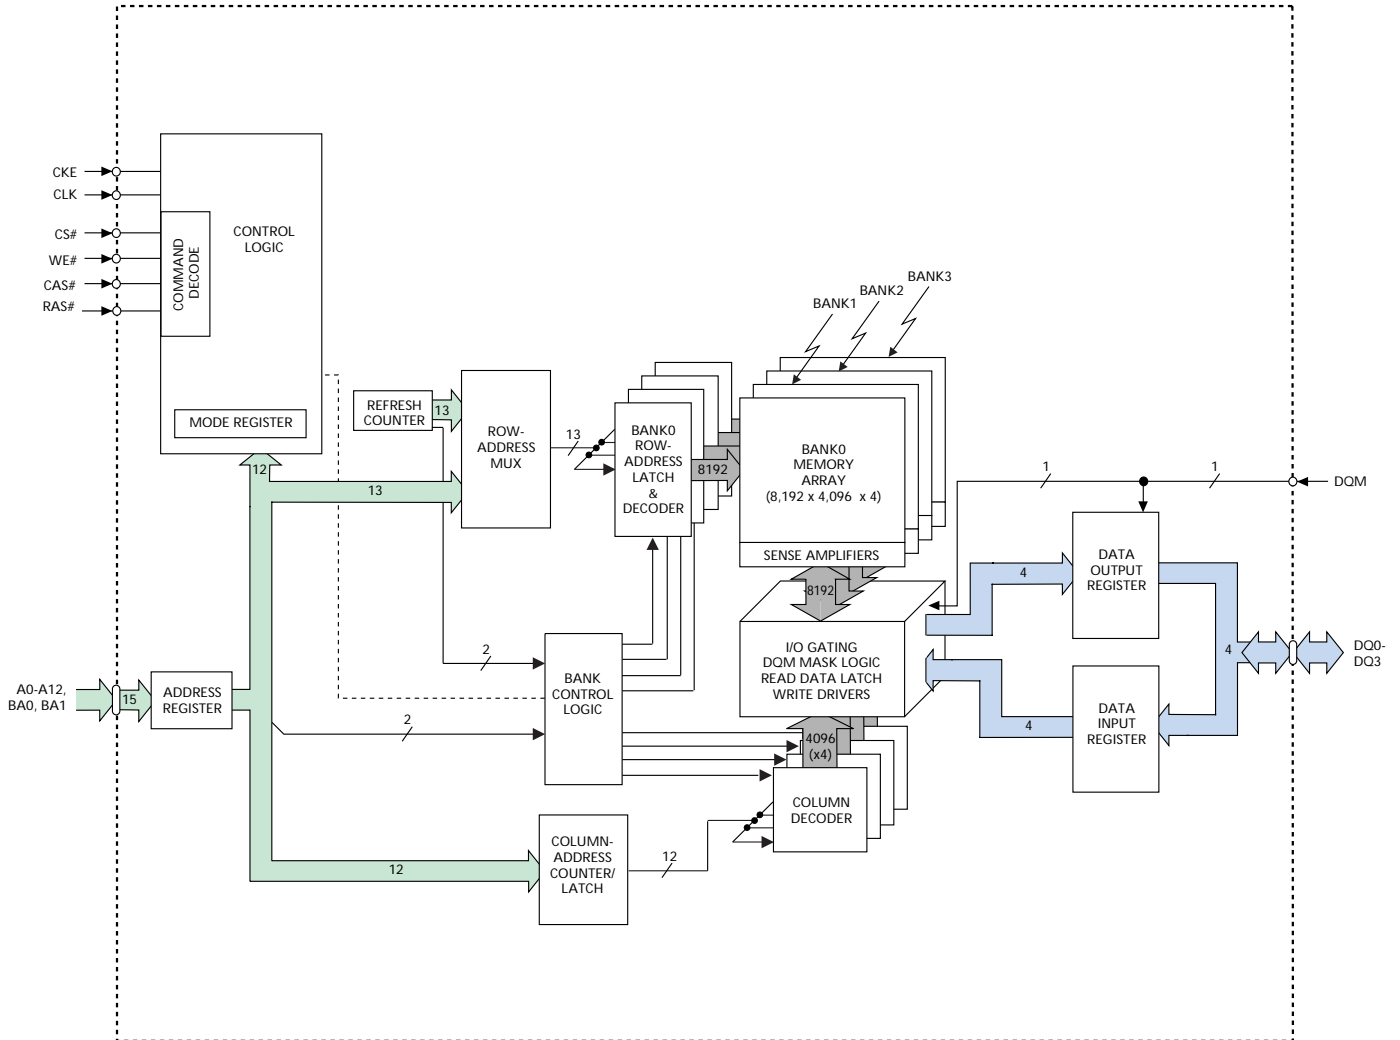 CKE
CLK
CS#
WE#
CAS#
RAS#
COMMAND
DECODE
CONTROL
LOGIC
MODE REGISTER
12
REFRESH
COUNTER
13
13
ROW-
ADDRESS
MUX
13
BANK0
ROW-
ADDRESS
LATCH
&
DECODER
8192
BANK1
BANK2
BANK3
BANK0
MEMORY
ARRAY
(8,192 x 4,096 x 4)
SENSE AMPLIFIERS
8192
I/O GATING
DQM MASK LOGIC
READ DATA LATCH
WRITE DRIVERS
1
1
DQM
DATA
OUTPUT
REGISTER
4
4
DQ0-
DQ3
DATA
INPUT
REGISTER
4
A0-A12,
BA0, BA1
15
ADDRESS
REGISTER
2
2
BANK
CONTROL
LOGIC
4096
(x4)
COLUMN
DECODER
12
COLUMN-
ADDRESS
COUNTER/
LATCH
12